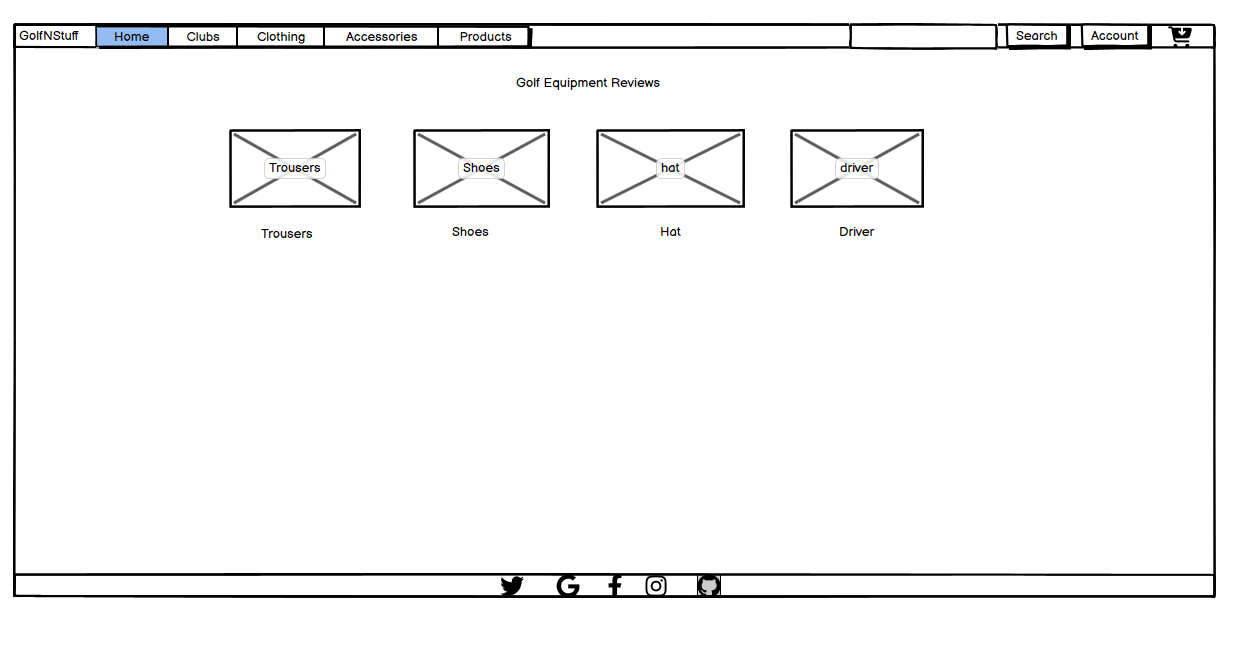 GolfNStuff Home Clubs Clothing Accessories Products Search Account
Golf Equipment Reviews
Trousers Shoes hat driver
Trousers Shoes Hat Driver